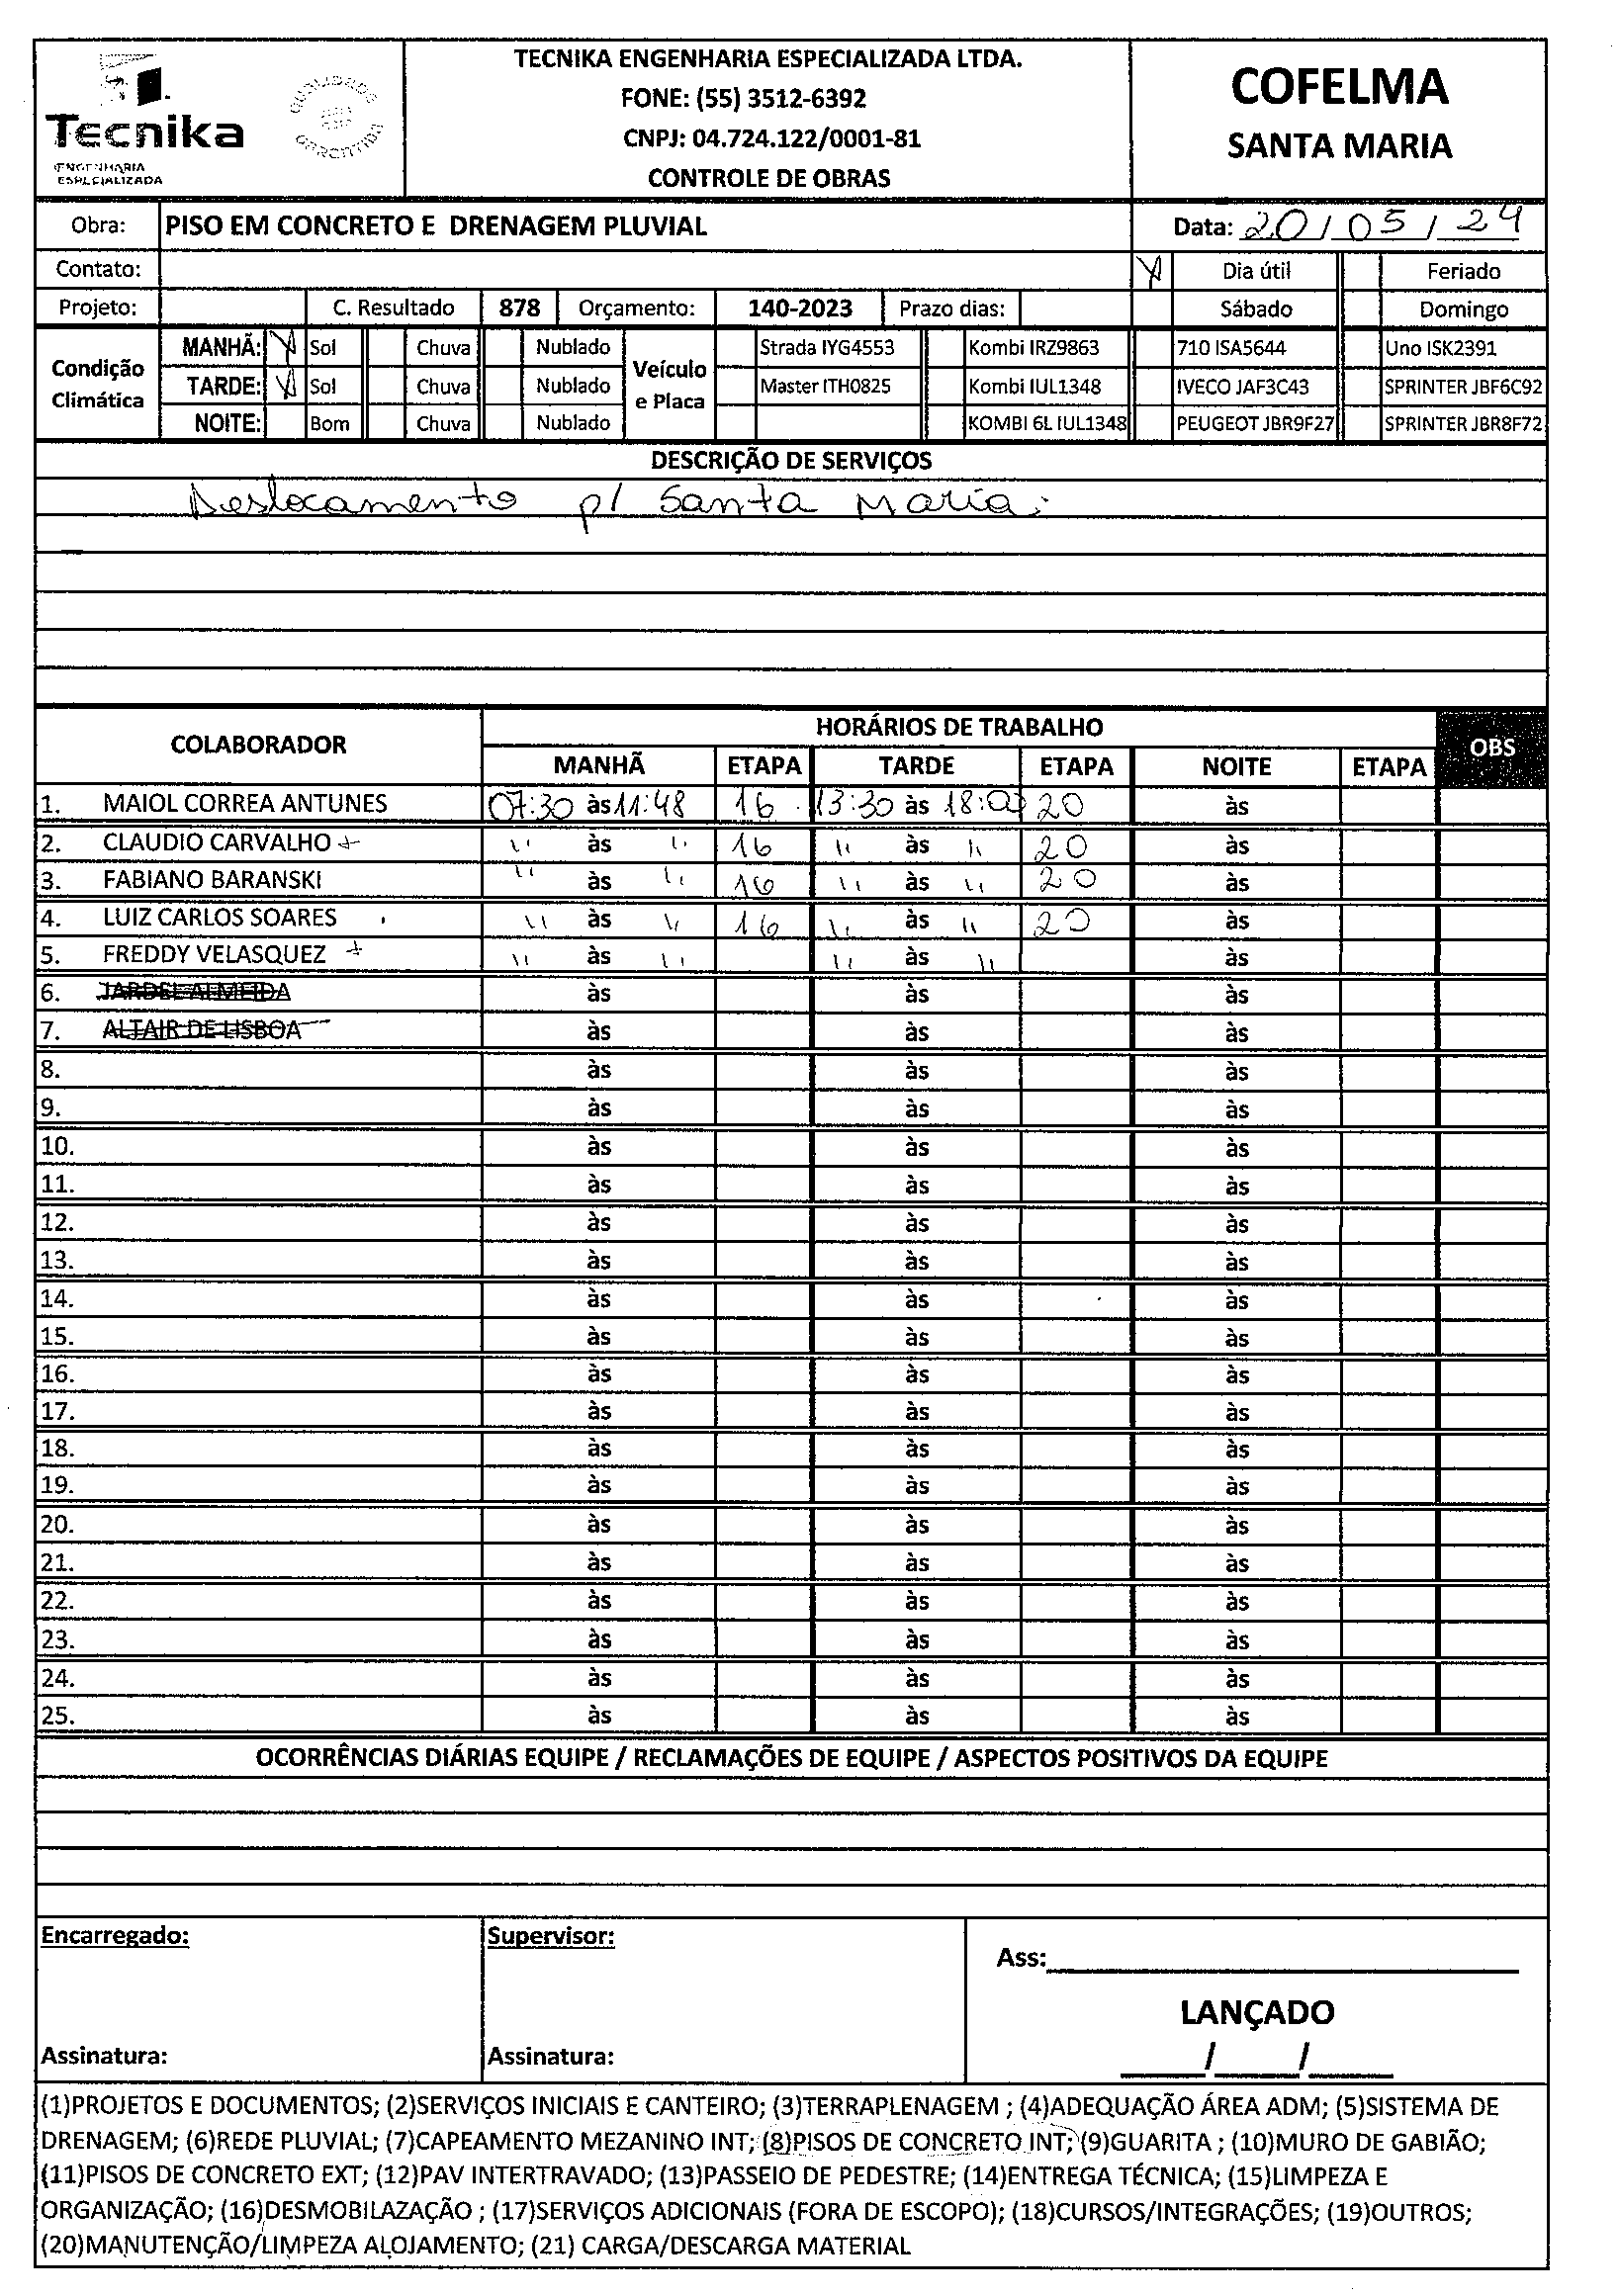 Tecnika
ENGENHARIA
ESPECIALIZADA
QUALIDADE
GARANTIDA
TECNIKA ENGENHARIA ESPECIALIZADA LTDA.
FONE: (55) 3512-6392
CNPJ: 04.724.122/0001-81
CONTROLE DE OBRAS
COFELMA
SANTA MARIA
Obra: PISO EM CONCRETO E DRENAGEM PLUVIAL Data: 20/05/24
Contato: X Dia útil Feriado
Projeto: C. Resultado 878 Orçamento: 140-2023 Prazo dias: Sábado Domingo
Condição Climática
MANHÃ: X Sol Chuva Nublado
TARDE: X Sol Chuva Nublado
NOITE: Bom Chuva Nublado
Veículo e Placa
Strada IYG4553 Kombi IRZ9863 710 ISA5644 Uno ISK2391
Master ITH0825 Kombi IUL1348 IVECO JAF3C43 SPRINTER JBF6C92
KOMBI 6L IUL1348 PEUGEOT JBR9F27 SPRINTER JBR8F72
DESCRIÇÃO DE SERVIÇOS
Deslocamento p/ Santa Maria.
COLABORADOR HORÁRIOS DE TRABALHO OBS
MANHÃ ETAPA TARDE ETAPA NOITE ETAPA
1. MAIOL CORREA ANTUNES 07:30 às 11:48 16 13:30 às 18:00 20 às
2. CLAUDIO CARVALHO + " às " 16 " às " 20 às
3. FABIANO BARANSKI " às " 16 " às " 20 às
4. LUIZ CARLOS SOARES " às " 16 " às " 20 às
5. FREDDY VELASQUEZ + " às " " às " às
6. JARDEL ALMEIDA às às às
7. ALTAIR DE LISBOA às às às
8. às às às
9. às às às
10. às às às
11. às às às
12. às às às
13. às às às
14. às às às
15. às às às
16. às às às
17. às às às
18. às às às
19. às às às
20. às às às
21. às às às
22. às às às
23. às às às
24. às às às
25. às às às
OCORRÊNCIAS DIÁRIAS EQUIPE / RECLAMAÇÕES DE EQUIPE / ASPECTOS POSITIVOS DA EQUIPE
Encarregado: Supervisor: Ass:
LANÇADO
Assinatura: Assinatura: / /
(1)PROJETOS E DOCUMENTOS; (2)SERVIÇOS INICIAIS E CANTEIRO; (3)TERRAPLENAGEM ; (4)ADEQUAÇÃO ÁREA ADM; (5)SISTEMA DE
DRENAGEM; (6)REDE PLUVIAL; (7)CAPEAMENTO MEZANINO INT; (8)PISOS DE CONCRETO INT; (9)GUARITA ; (10)MURO DE GABIÃO;
(11)PISOS DE CONCRETO EXT; (12)PAV INTERTRAVADO; (13)PASSEIO DE PEDESTRE; (14)ENTREGA TÉCNICA; (15)LIMPEZA E
ORGANIZAÇÃO; (16)DESMOBILAZAÇÃO ; (17)SERVIÇOS ADICIONAIS (FORA DE ESCOPO); (18)CURSOS/INTEGRAÇÕES; (19)OUTROS;
(20)MANUTENÇÃO/LIMPEZA ALOJAMENTO; (21) CARGA/DESCARGA MATERIAL